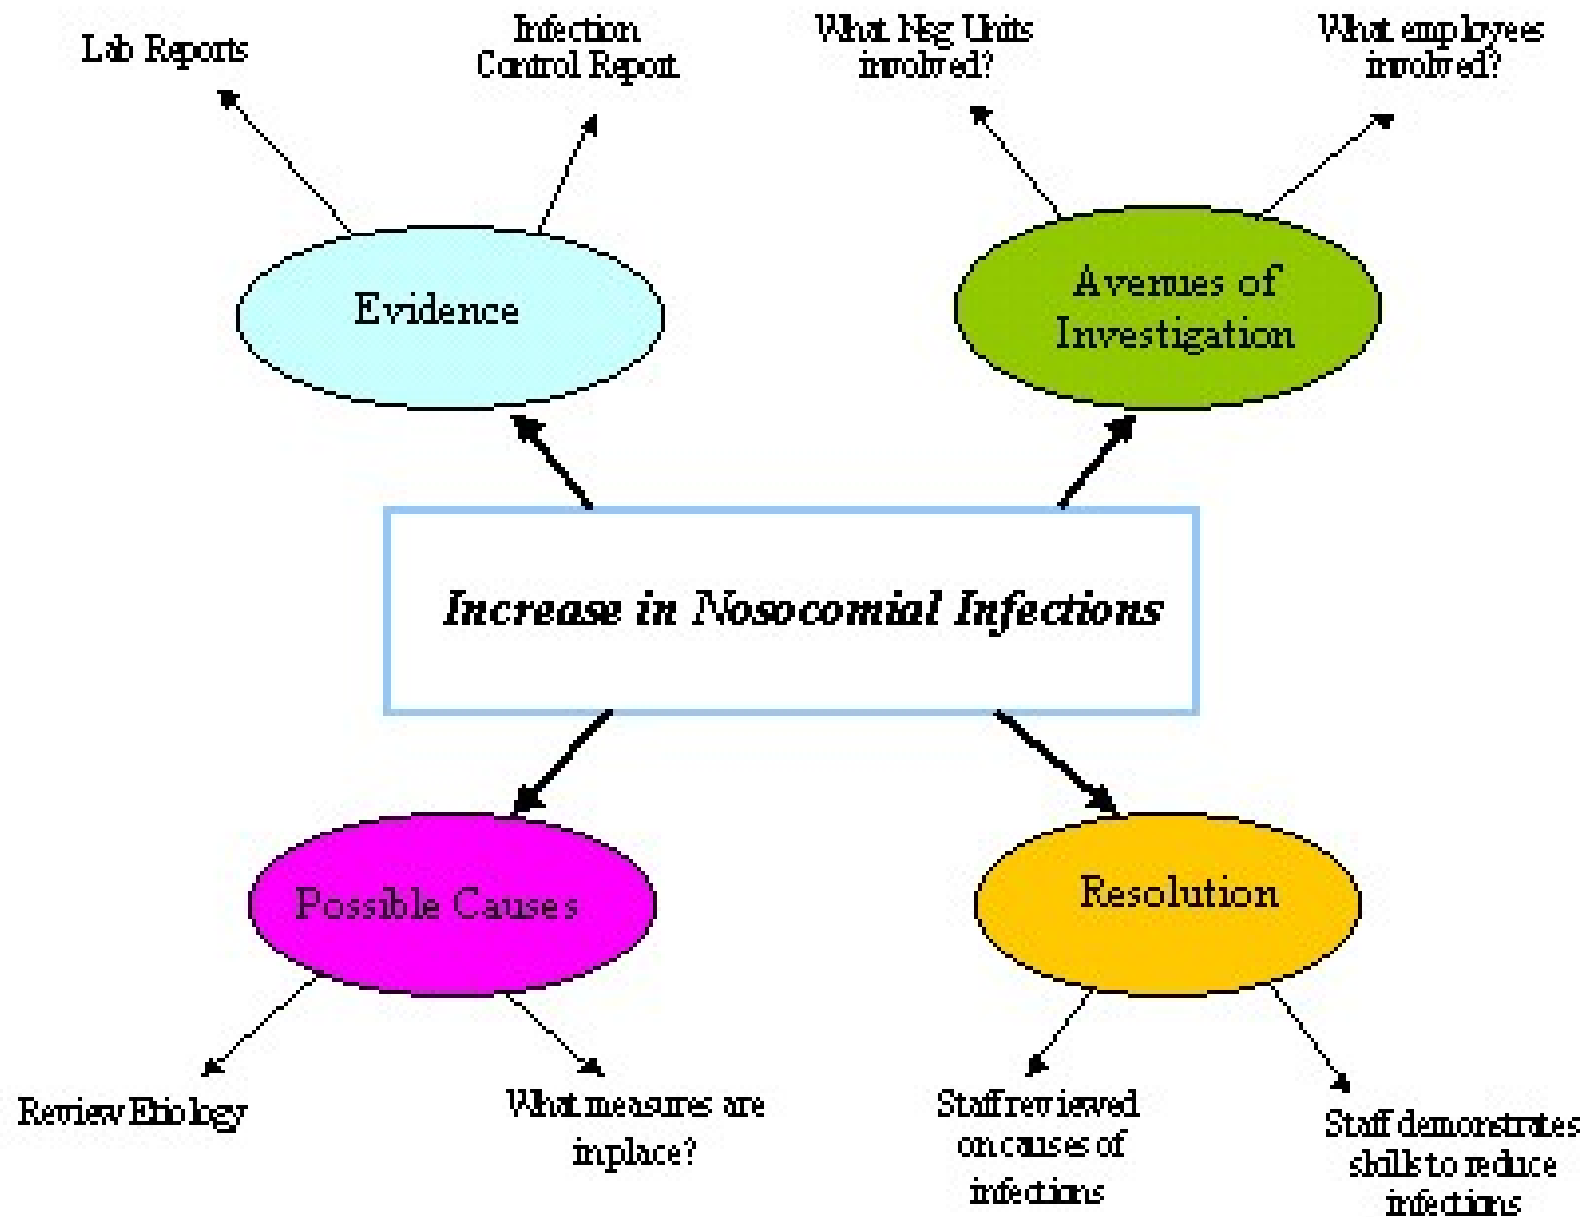 Lab Reports
Infection
Control Report
What Nsg Units
involved?
What employees
involved?
Evidence
Avenues of
Investigation
Increase in Nosocomial Infections
Possible Causes
Resolution
Review Etiology
What measures are
in place?
Staff reviewed
on causes of
infections
Staff demonstrates
skills to reduce
infections